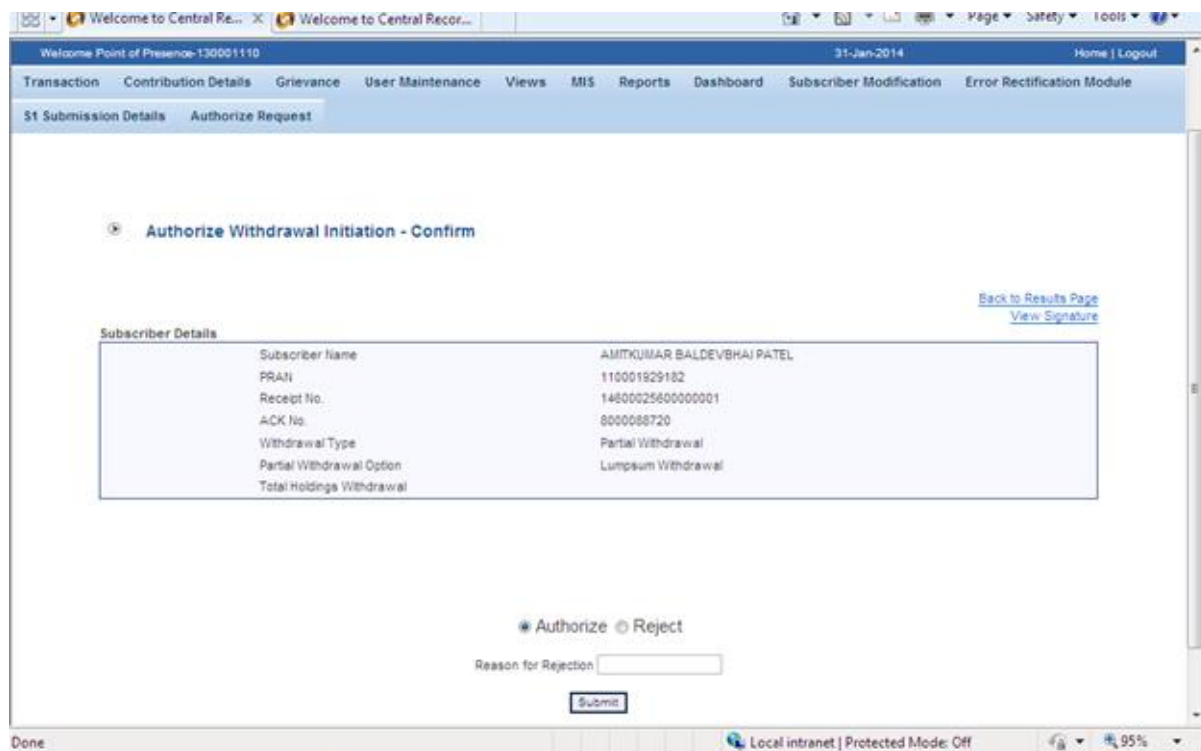 Welcome to Central Re... X Welcome to Central Recor... Page Safety Tools
Welcome Point of Presence-130001110 31-Jan-2014 Home | Logout
Transaction Contribution Details Grievance User Maintenance Views MIS Reports Dashboard Subscriber Modification Error Rectification Module
S1 Submission Details Authorize Request
Authorize Withdrawal Initiation - Confirm
Back to Results Page
View Signature
Subscriber Details
Subscriber Name AMITKUMAR BALDEVBHAI PATEL
PRAN 110001929182
Receipt No. 14600025600000001
ACK No. 8000088720
Withdrawal Type Partial Withdrawal
Partial Withdrawal Option Lumpsum Withdrawal
Total Holdings Withdrawal
Authorize Reject
Reason for Rejection
Submit
Done Local intranet | Protected Mode: Off 95%